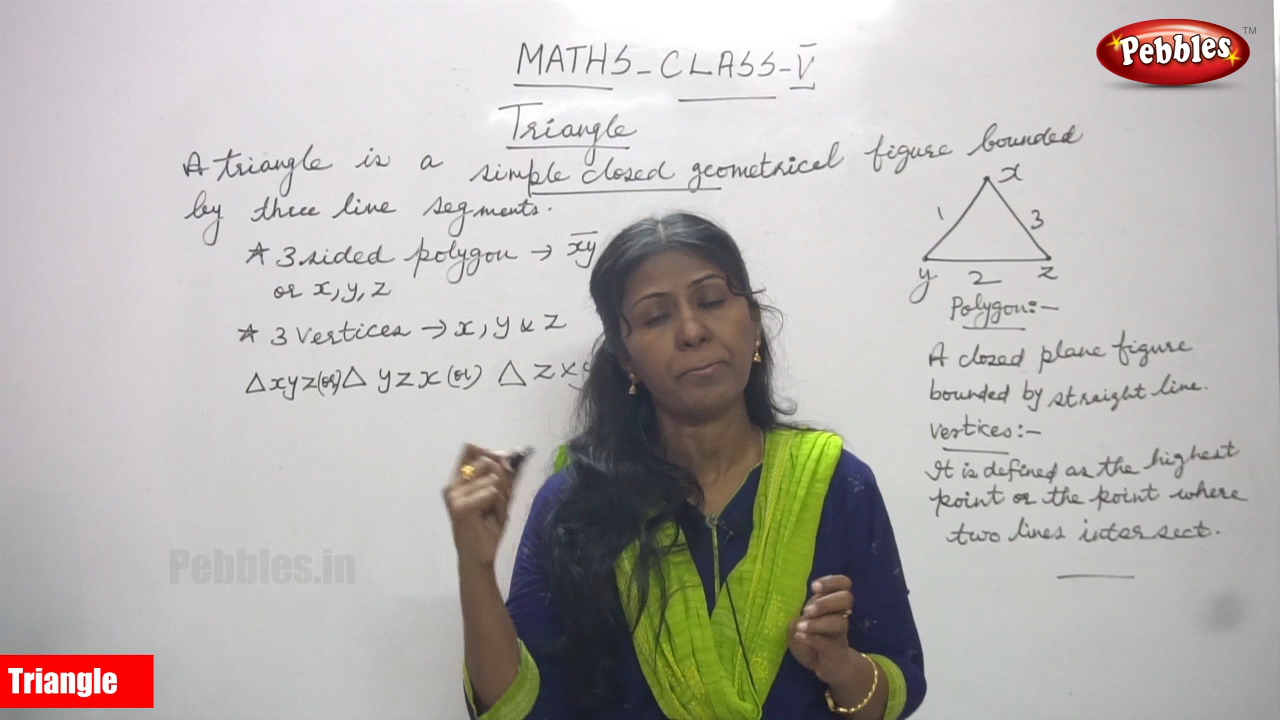 Pebbles TM
MATHS - CLASS - V
Triangle
A triangle is a simple closed geometrical figure bounded
by three line segments.
* 3 sided polygon → xy
or x, y, z
* 3 vertices → x, y & z
△xyz (or) △ yzx (or) △ zxy
x
1
3
y
2
z
Polygon:-
A closed plane figure
bounded by straight line.
vertices:-
It is defined as the highest
point or the point where
two lines intersect.
Pebbles.in
Triangle